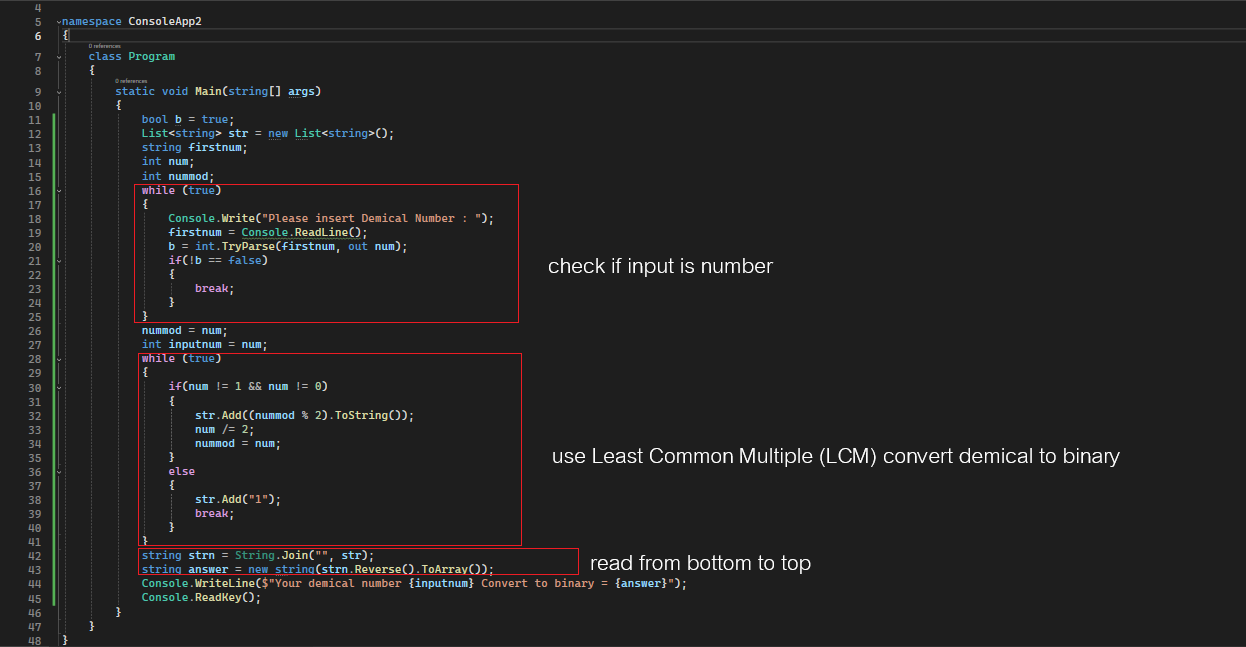 4
5 namespace ConsoleApp2
6 {
0 references
7 class Program
8 {
0 references
9 static void Main(string[] args)
10 {
11 bool b = true;
12 List<string> str = new List<string>();
13 string firstnum;
14 int num;
15 int nummod;
16 while (true)
17 {
18 Console.Write("Please insert Demical Number : ");
19 firstnum = Console.ReadLine();
20 b = int.TryParse(firstnum, out num);
21 if(!b == false)
22 {
23 break;
24 }
25 }
check if input is number
26 nummod = num;
27 int inputnum = num;
28 while (true)
29 {
30 if(num != 1 && num != 0)
31 {
32 str.Add((nummod % 2).ToString());
33 num /= 2;
34 nummod = num;
35 }
36 else
37 {
38 str.Add("1");
39 break;
40 }
41 }
use Least Common Multiple (LCM) convert demical to binary
42 string strn = String.Join("", str);
43 string answer = new string(strn.Reverse().ToArray());
read from bottom to top
44 Console.WriteLine($"Your demical number {inputnum} Convert to binary = {answer}");
45 Console.ReadKey();
46 }
47 }
48 }